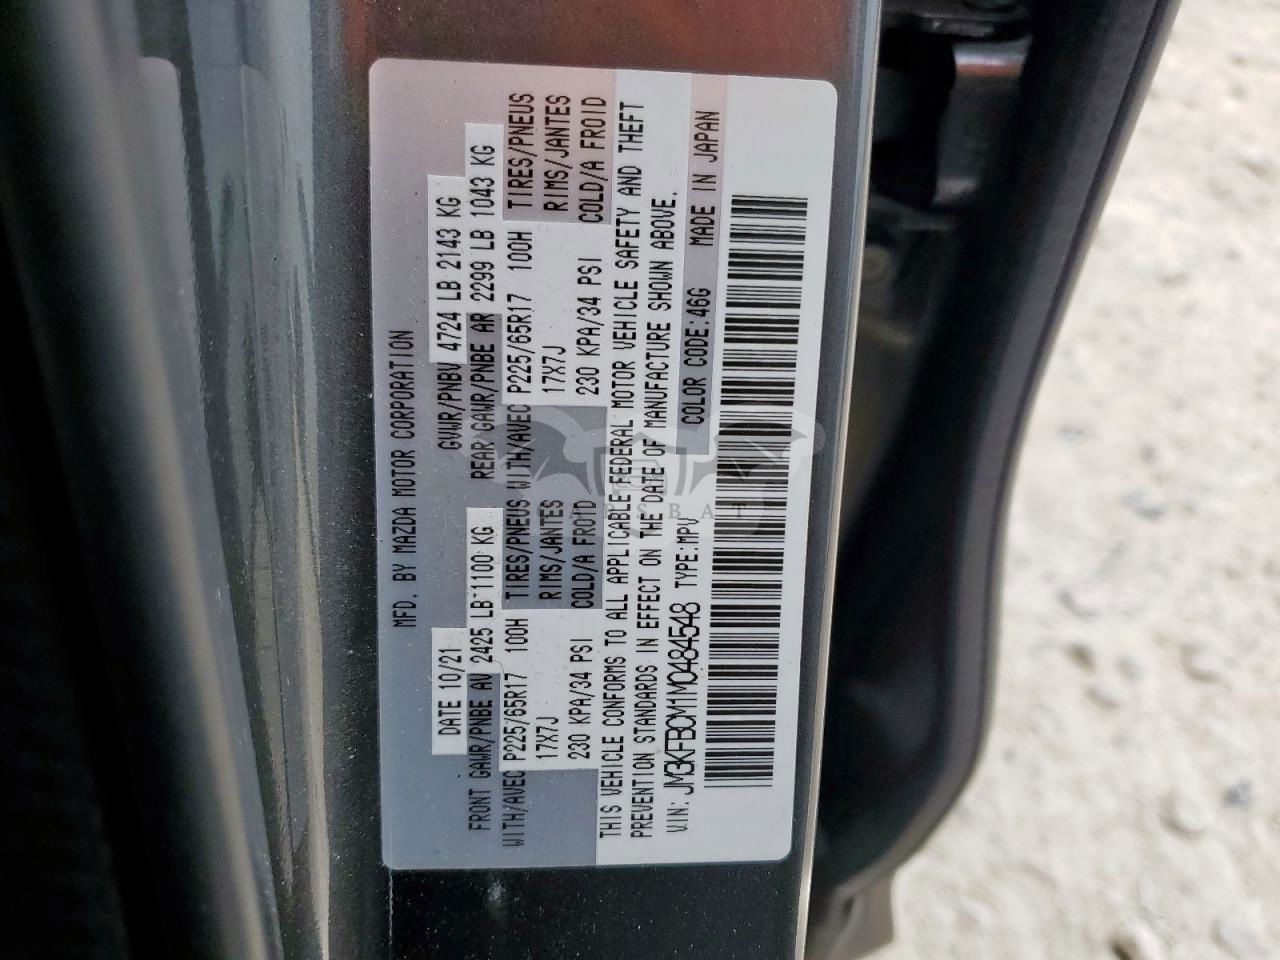 MFD. BY MAZDA MOTOR CORPORATION
DATE 10/21 GVWR/PNBV 4724 LB 2143 KG
FRONT GAWR/PNBE AV 2425 LB 1100 KG REAR GAWR/PNBE AR 2299 LB 1043 KG
WITH/AVEC P225/65R17 100H TIRES/PNEUS WITH/AVEC P225/65R17 100H TIRES/PNEUS
17X7J RIMS/JANTES 17X7J RIMS/JANTES
230 KPA/34 PSI COLD/A FROID 230 KPA/34 PSI COLD/A FROID
THIS VEHICLE CONFORMS TO ALL APPLICABLE FEDERAL MOTOR VEHICLE SAFETY AND THEFT
PREVENTION STANDARDS IN EFFECT ON THE DATE OF MANUFACTURE SHOWN ABOVE.
VIN: JM3KFBCM1M0484548 TYPE:MPV COLOR CODE:46G MADE IN JAPAN
CARSBAT